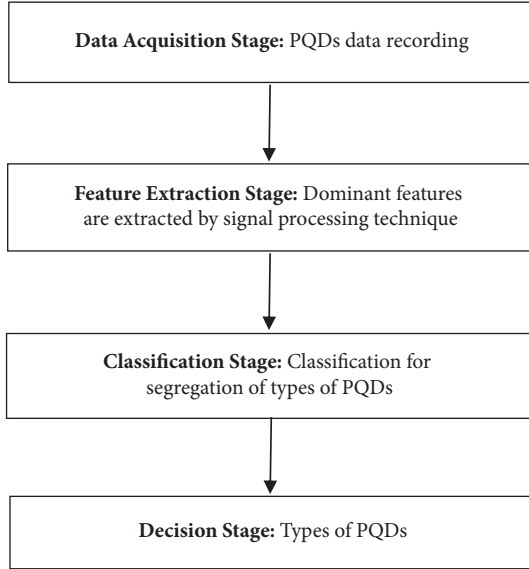 Data Acquisition Stage: PQDs data recording
Feature Extraction Stage: Dominant features
are extracted by signal processing technique
Classification Stage: Classification for
segregation of types of PQDs
Decision Stage: Types of PQDs